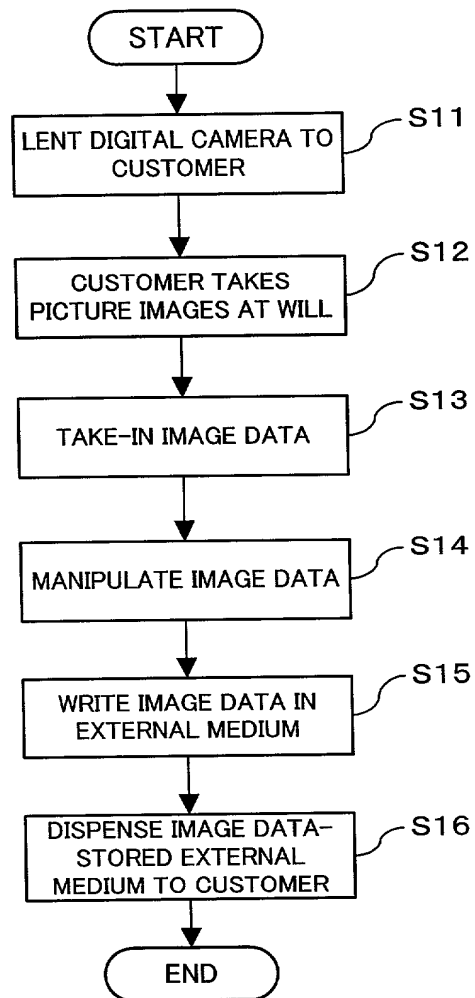 START
LENT DIGITAL CAMERA TO
CUSTOMER
S11
CUSTOMER TAKES
PICTURE IMAGES AT WILL
S12
TAKE-IN IMAGE DATA
S13
MANIPULATE IMAGE DATA
S14
WRITE IMAGE DATA IN
EXTERNAL MEDIUM
S15
DISPENSE IMAGE DATA-
STORED EXTERNAL
MEDIUM TO CUSTOMER
S16
END